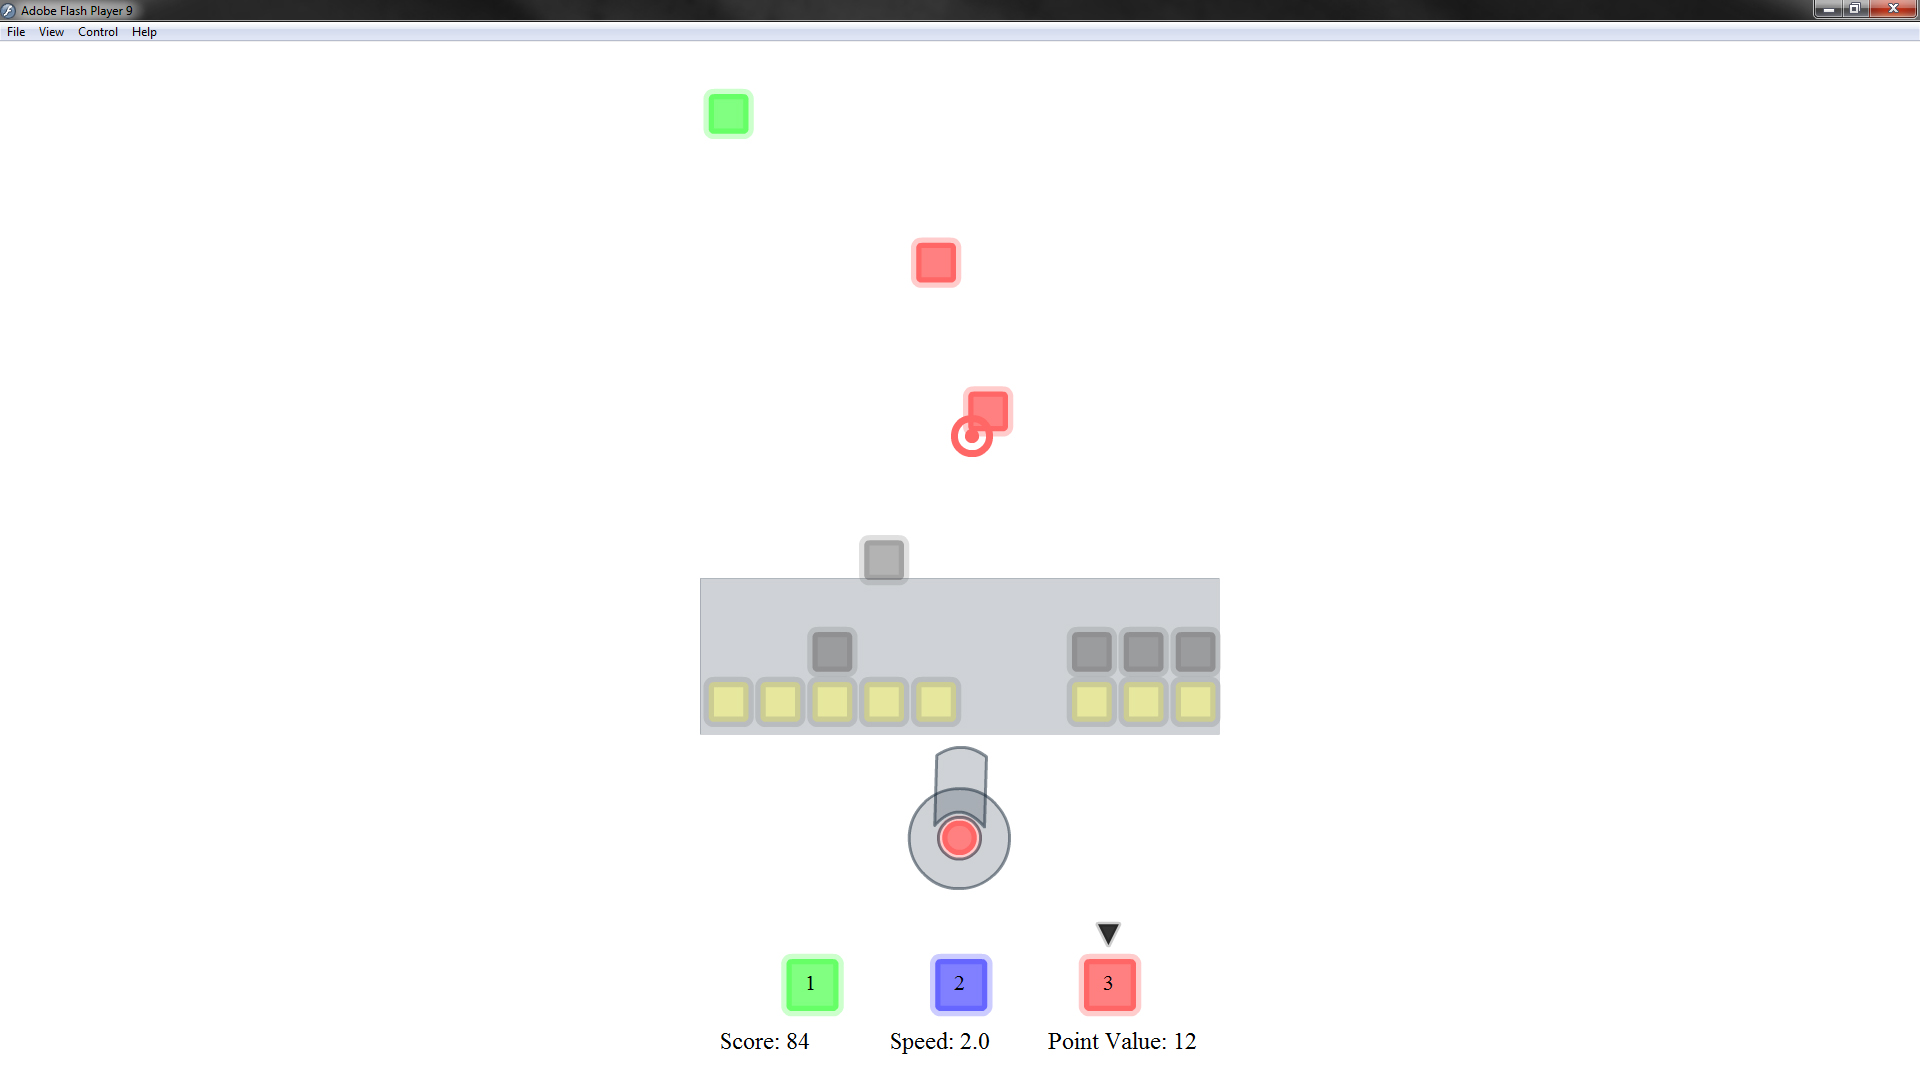 Adobe Flash Player 9
File View Control Help
1 2 3
Score: 84 Speed: 2.0 Point Value: 12